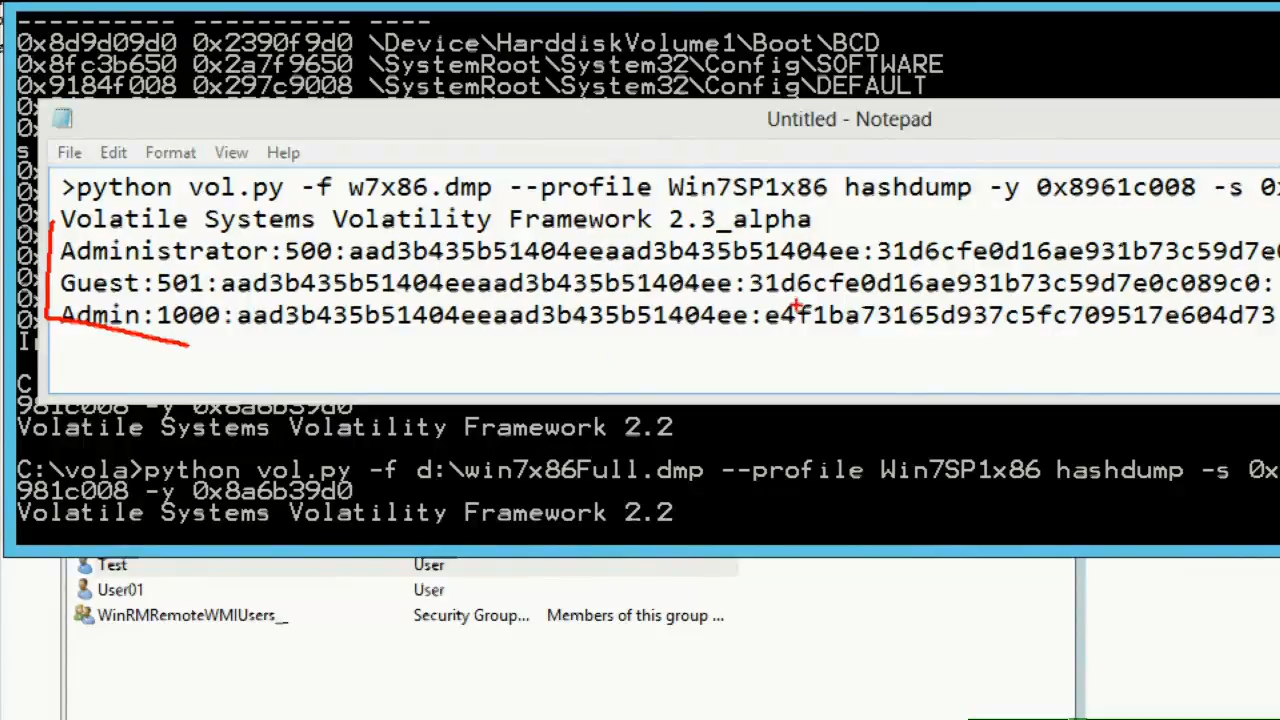 ---------- ---------- ----
0x8d9d09d0 0x2390f9d0 \Device\HarddiskVolume1\Boot\BCD
0x8fc3b650 0x2a7f9650 \SystemRoot\System32\Config\SOFTWARE
0x9184f008 0x297c9008 \SystemRoot\System32\Config\DEFAULT
Untitled - Notepad
File Edit Format View Help
>python vol.py -f w7x86.dmp --profile Win7SP1x86 hashdump -y 0x8961c008 -s
Volatile Systems Volatility Framework 2.3_alpha
Administrator:500:aad3b435b51404eeaad3b435b51404ee:31d6cfe0d16ae931b73c59d7e
Guest:501:aad3b435b51404eeaad3b435b51404ee:31d6cfe0d16ae931b73c59d7e0c089c0:
Admin:1000:aad3b435b51404eeaad3b435b51404ee:e4f1ba73165d937c5fc709517e604d73
981c008 -y 0x8a6b39d0
Volatile Systems Volatility Framework 2.2
C:\vola>python vol.py -f d:\win7x86Full.dmp --profile Win7SP1x86 hashdump -s 0x
981c008 -y 0x8a6b39d0
Volatile Systems Volatility Framework 2.2
Test User
User01 User
WinRMRemoteWMIUsers__ Security Group... Members of this group ...